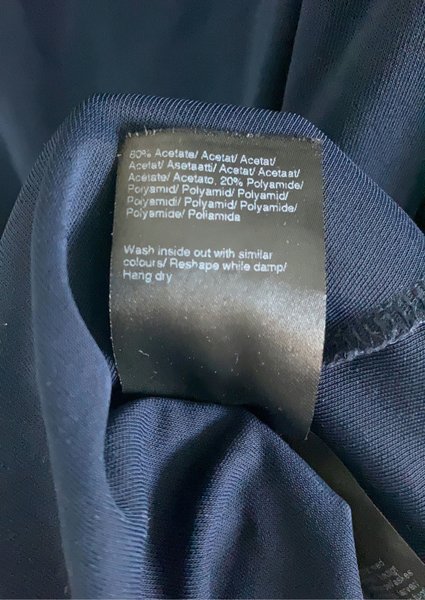 80% Acetate/ Acetat/ Acetat/
Acetat/ Asetaatti/ Acetat/ Acetaat/
Acétate/ Acetato, 20% Polyamide/
Polyamid/ Polyamid/ Polyamid/
Polyamidi/ Polyamid/ Polyamide/
Polyamide/ Poliamida
Wash inside out with similar
colours/ Reshape while damp/
Hang dry